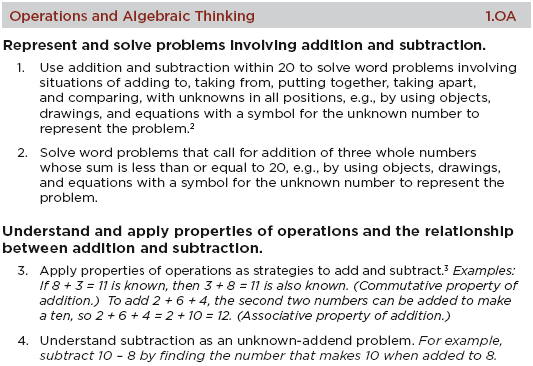 Operations and Algebraic Thinking 1.OA
Represent and solve problems involving addition and subtraction.
1. Use addition and subtraction within 20 to solve word problems involving
situations of adding to, taking from, putting together, taking apart,
and comparing, with unknowns in all positions, e.g., by using objects,
drawings, and equations with a symbol for the unknown number to
represent the problem.²
2. Solve word problems that call for addition of three whole numbers
whose sum is less than or equal to 20, e.g., by using objects, drawings,
and equations with a symbol for the unknown number to represent the
problem.
Understand and apply properties of operations and the relationship
between addition and subtraction.
3. Apply properties of operations as strategies to add and subtract.³ Examples:
If 8 + 3 = 11 is known, then 3 + 8 = 11 is also known. (Commutative property of
addition.) To add 2 + 6 + 4, the second two numbers can be added to make
a ten, so 2 + 6 + 4 = 2 + 10 = 12. (Associative property of addition.)
4. Understand subtraction as an unknown-addend problem. For example,
subtract 10 – 8 by finding the number that makes 10 when added to 8.